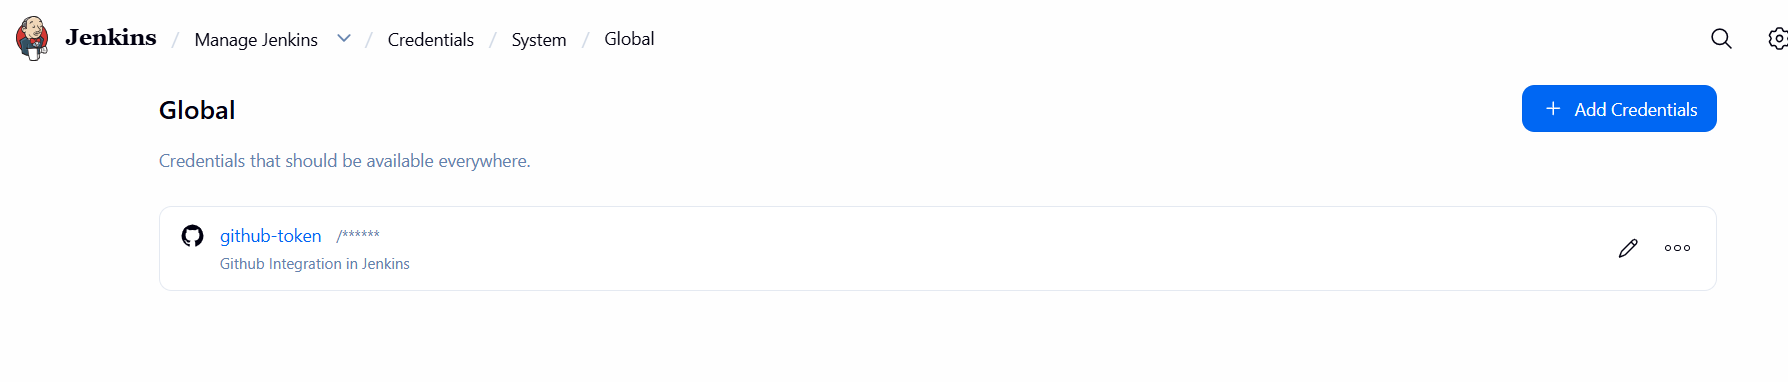 Jenkins / Manage Jenkins / Credentials / System / Global
Global
+ Add Credentials
Credentials that should be available everywhere.
github-token /******
Github Integration in Jenkins